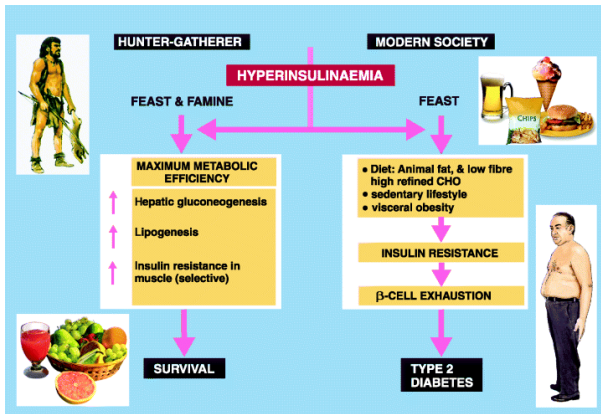 HUNTER-GATHERER
MODERN SOCIETY
HYPERINSULINAEMIA
FEAST & FAMINE
FEAST
CHIPS
MAXIMUM METABOLIC
EFFICIENCY
Hepatic gluconeogenesis
Lipogenesis
Insulin resistance in
muscle (selective)
SURVIVAL
• Diet: Animal fat, & low fibre
high refined CHO
• sedentary lifestyle
• visceral obesity
INSULIN RESISTANCE
β-CELL EXHAUSTION
TYPE 2
DIABETES